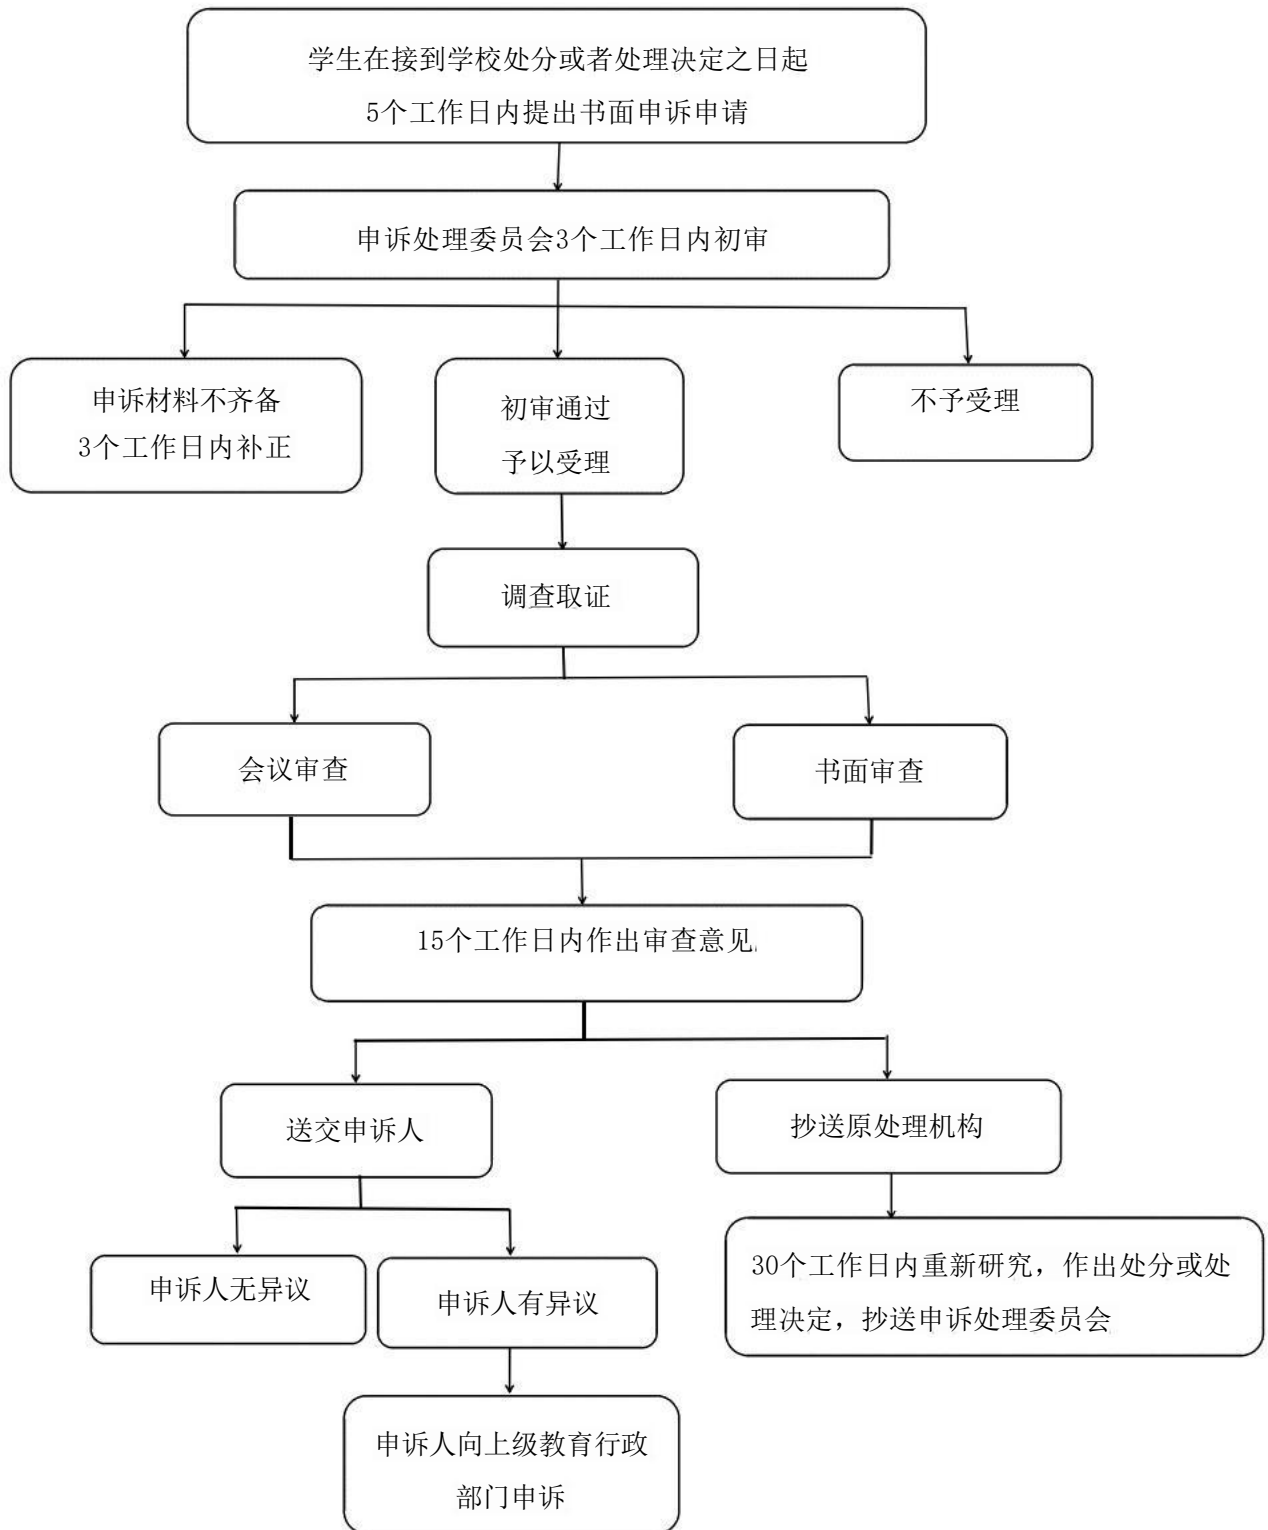 学生在接到学校处分或者处理决定之日起
5个工作日内提出书面申诉申请
申诉处理委员会3个工作日内初审
申诉材料不齐备
3个工作日内补正
初审通过
予以受理
不予受理
调查取证
会议审查
书面审查
15个工作日内作出审查意见
送交申诉人
抄送原处理机构
申诉人无异议
申诉人有异议
30个工作日内重新研究，作出处分或处
理决定，抄送申诉处理委员会
申诉人向上级教育行政
部门申诉